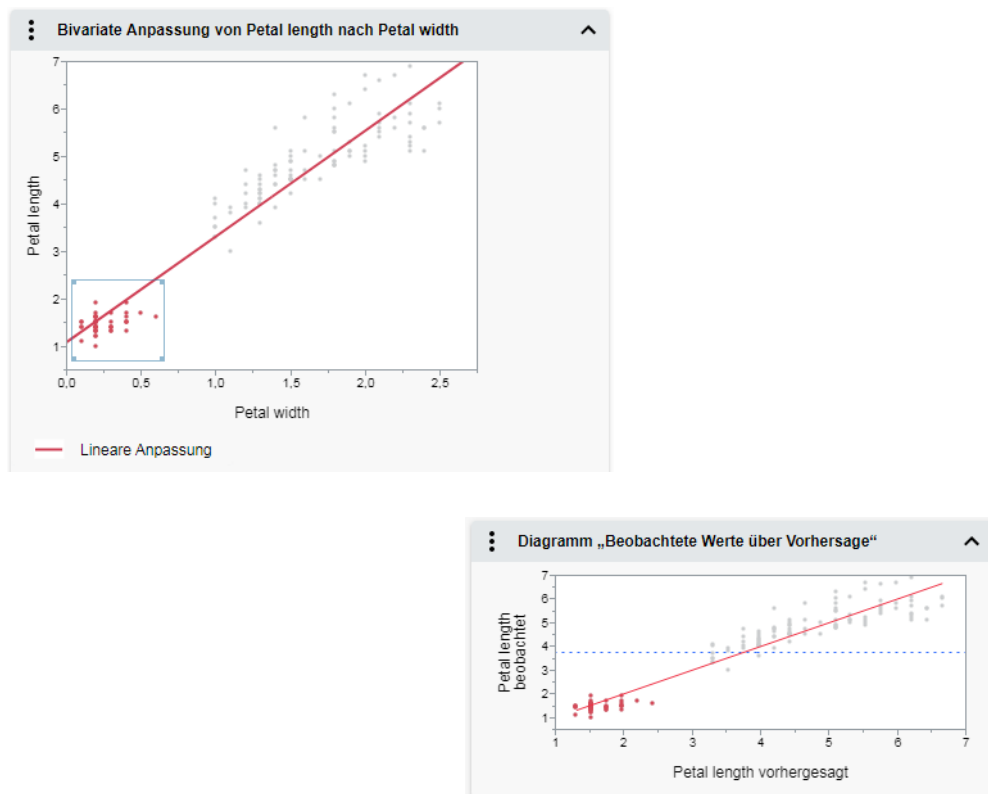 Bivariate Anpassung von Petal length nach Petal width
7
6
5
4
3
2
1
Petal length
0,0 0,5 1,0 1,5 2,0 2,5
Petal width
Lineare Anpassung
Diagramm „Beobachtete Werte über Vorhersage“
7
6
5
4
3
2
1
Petal length
beobachtet
1 2 3 4 5 6 7
Petal length vorhergesagt